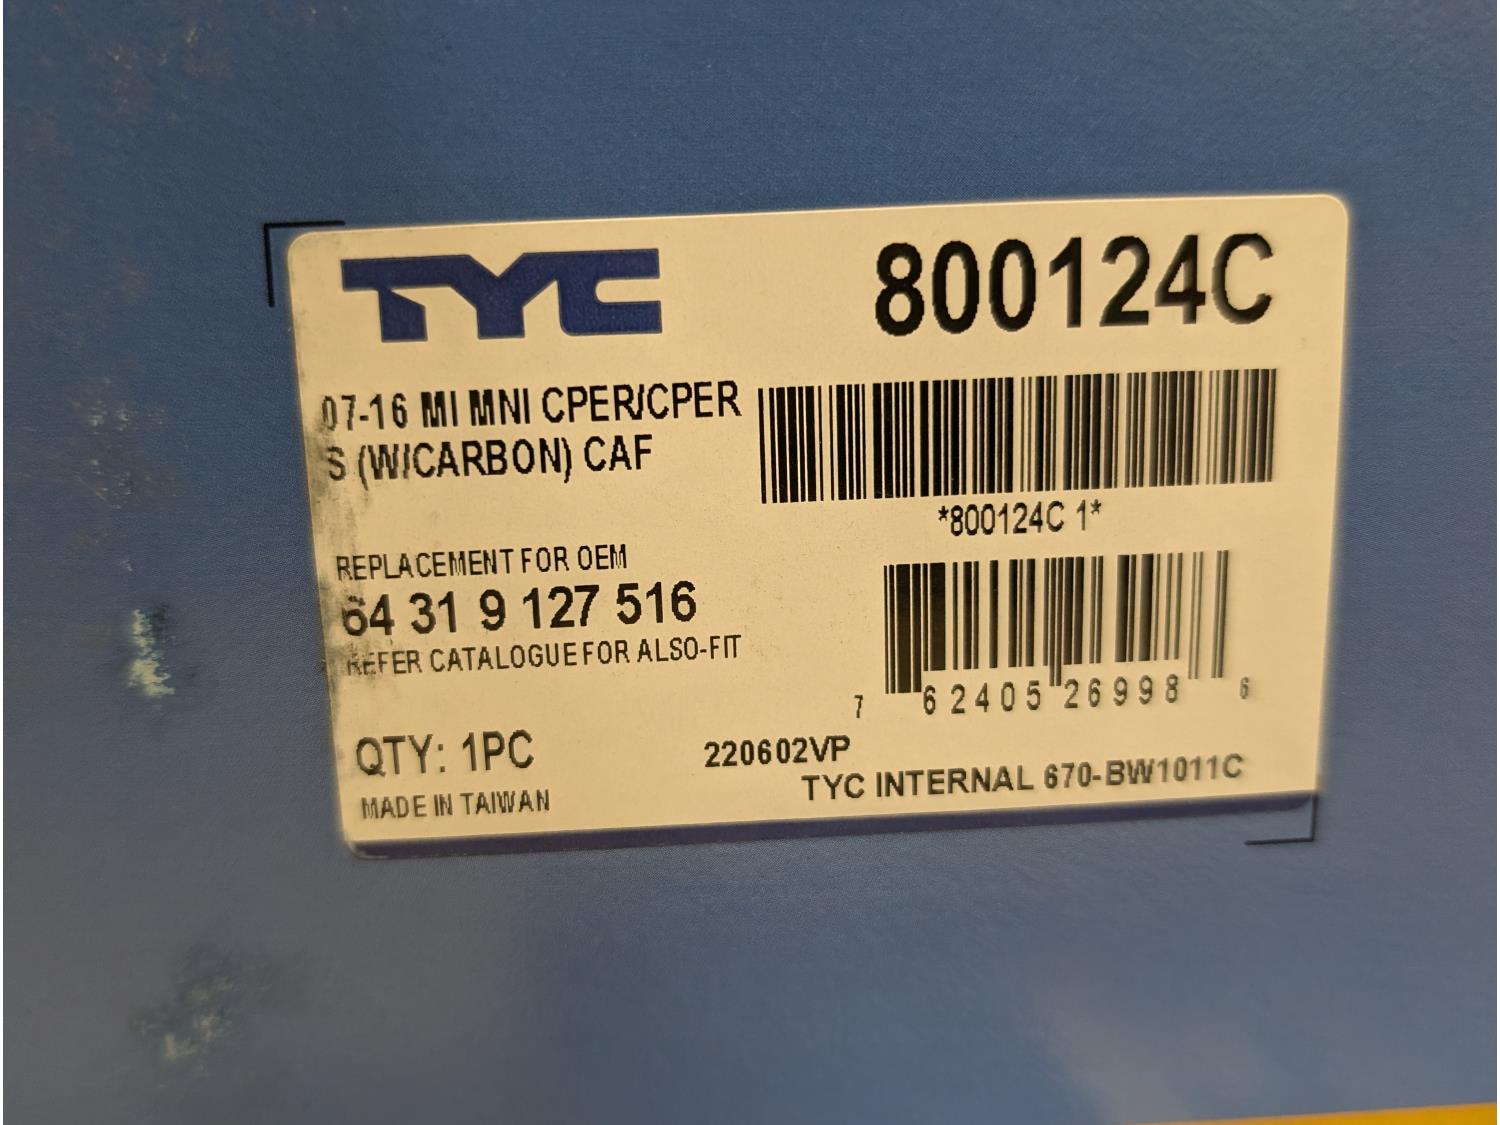 TYC
800124C
07-16 MI MNI CPER/CPER
S (W/CARBON) CAF
*800124C 1*
REPLACEMENT FOR OEM
64 31 9 127 516
REFER CATALOGUE FOR ALSO-FIT
7 62405 26998 6
QTY: 1PC
220602VP
MADE IN TAIWAN
TYC INTERNAL 670-BW1011C